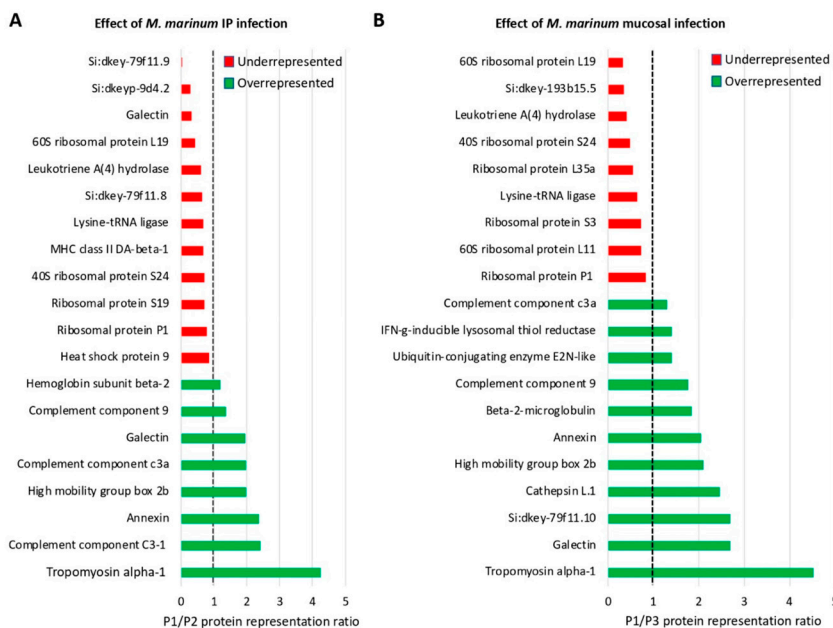 A
Effect of M. marinum IP infection
Underrepresented
Overrepresented
Si:dkey-79f11.9
Si:dkeyp-9d4.2
Galectin
60S ribosomal protein L19
Leukotriene A(4) hydrolase
Si:dkey-79f11.8
Lysine-tRNA ligase
MHC class II DA-beta-1
40S ribosomal protein S24
Ribosomal protein S19
Ribosomal protein P1
Heat shock protein 9
Hemoglobin subunit beta-2
Complement component 9
Galectin
Complement component c3a
High mobility group box 2b
Annexin
Complement component C3-1
Tropomyosin alpha-1
0 1 2 3 4 5
P1/P2 protein representation ratio
B
Effect of M. marinum mucosal infection
Underrepresented
Overrepresented
60S ribosomal protein L19
Si:dkey-193b15.5
Leukotriene A(4) hydrolase
40S ribosomal protein S24
Ribosomal protein L35a
Lysine-tRNA ligase
Ribosomal protein S3
60S ribosomal protein L11
Ribosomal protein P1
Complement component c3a
IFN-g-inducible lysosomal thiol reductase
Ubiquitin-conjugating enzyme E2N-like
Complement component 9
Beta-2-microglobulin
Annexin
High mobility group box 2b
Cathepsin L.1
Si:dkey-79f11.10
Galectin
Tropomyosin alpha-1
0 1 2 3 4
P1/P3 protein representation ratio